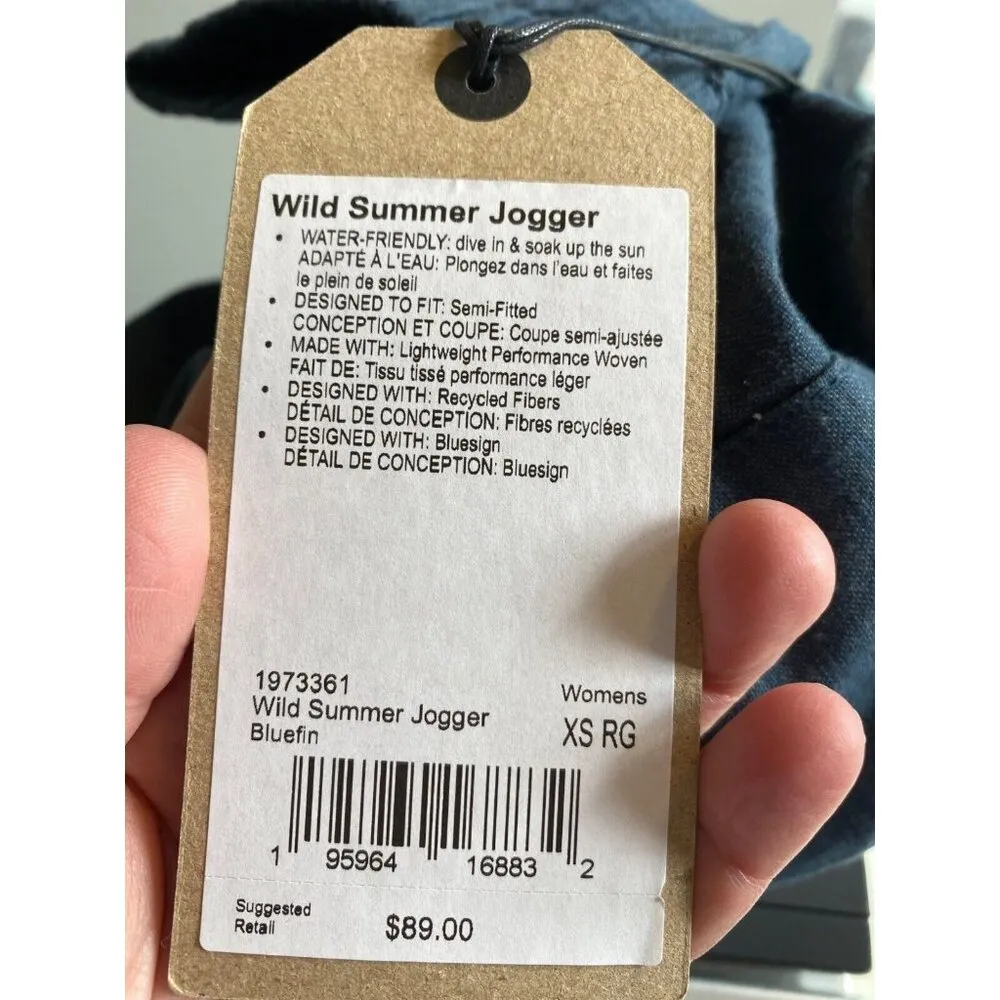 Wild Summer Jogger
• WATER-FRIENDLY: dive in & soak up the sun
ADAPTÉ À L'EAU: Plongez dans l'eau et faites
le plein de soleil
• DESIGNED TO FIT: Semi-Fitted
CONCEPTION ET COUPE: Coupe semi-ajustée
• MADE WITH: Lightweight Performance Woven
FAIT DE: Tissu tissé performance léger
• DESIGNED WITH: Recycled Fibers
DÉTAIL DE CONCEPTION: Fibres recyclées
• DESIGNED WITH: Bluesign
DÉTAIL DE CONCEPTION: Bluesign
1973361
Wild Summer Jogger
Bluefin
Womens
XS RG
1 95964 16883 2
Suggested
Retail
$89.00